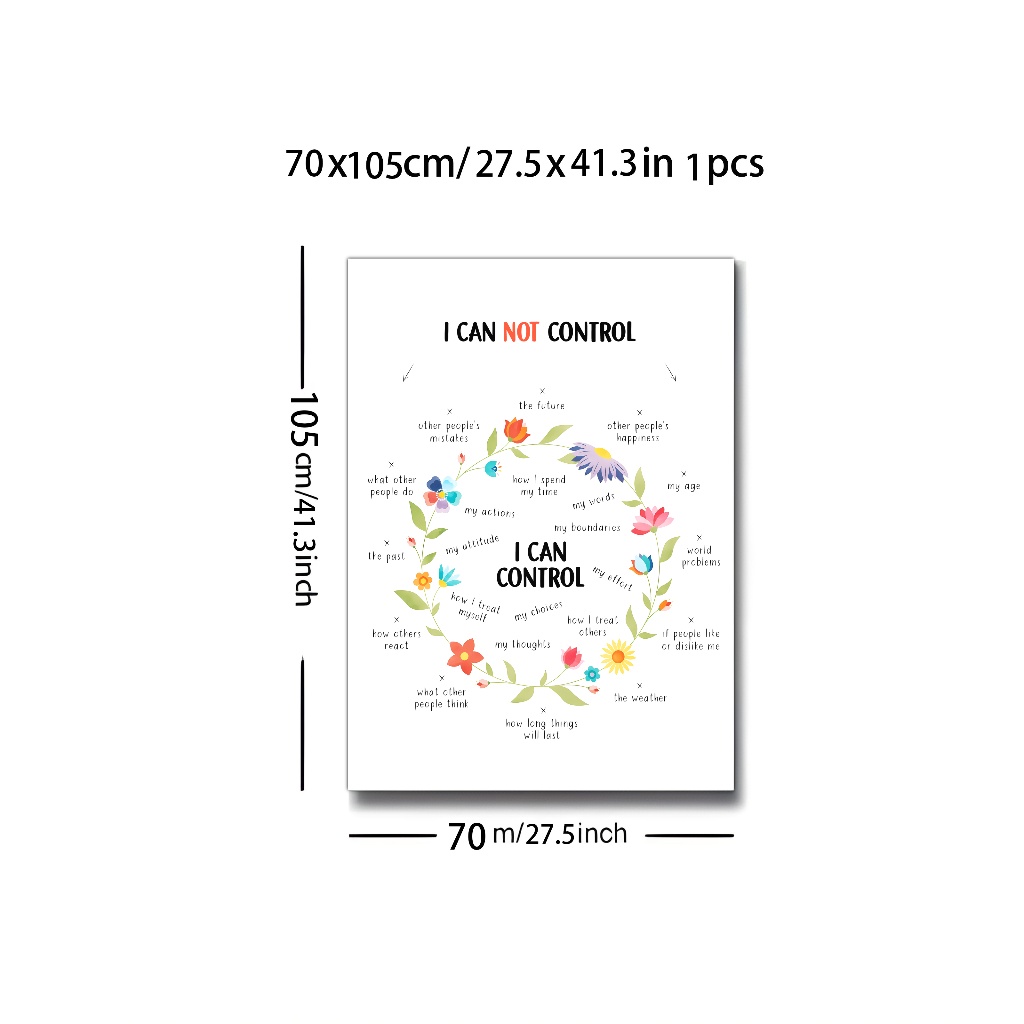 70x105cm/27.5x41.3in 1pcs
105cm/41.3inch
I CAN NOT CONTROL
x
the future
x
other people's
mistakes
x
other people's
happiness
x
what other
people do
how I spend
my time
x
my age
my words
my actions
my boundaries
x
the past
my attitude
I CAN
CONTROL
x
world
problems
my effort
how I treat
myself
my choices
how I treat
others
x
how others
react
x
if people like
or dislike me
my thoughts
x
what other
people think
x
the weather
x
how long things
will last
70 m/27.5inch